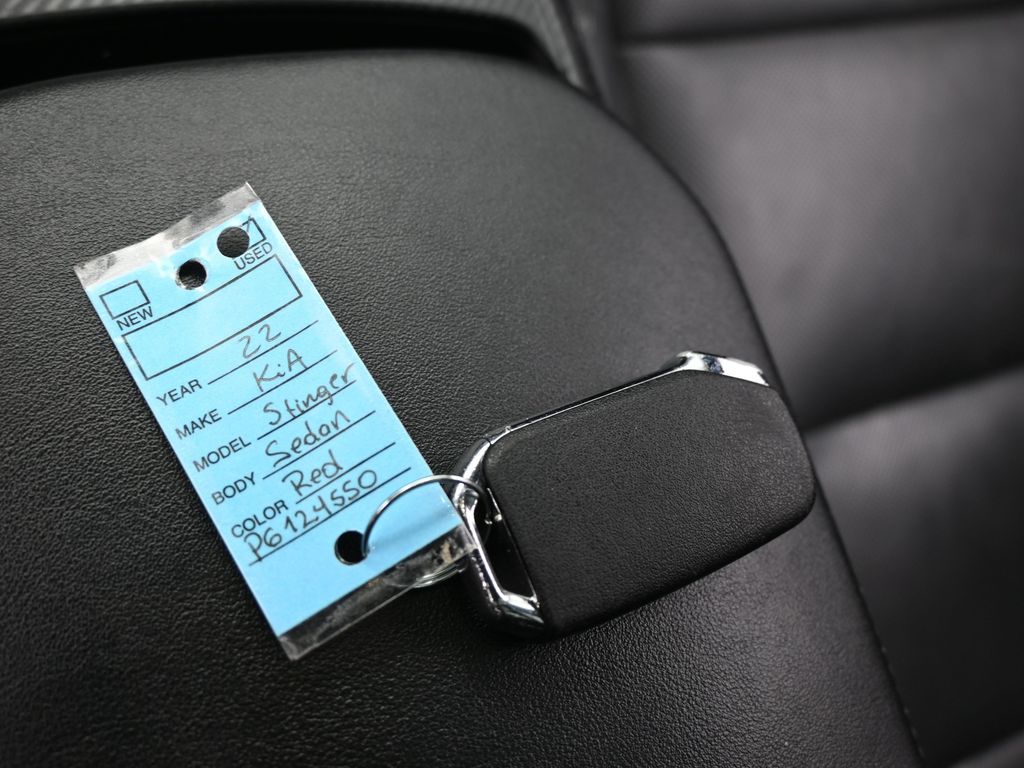 NEW USED
YEAR 22
MAKE KiA
MODEL Stinger
BODY Sedan
COLOR Red
P6124550